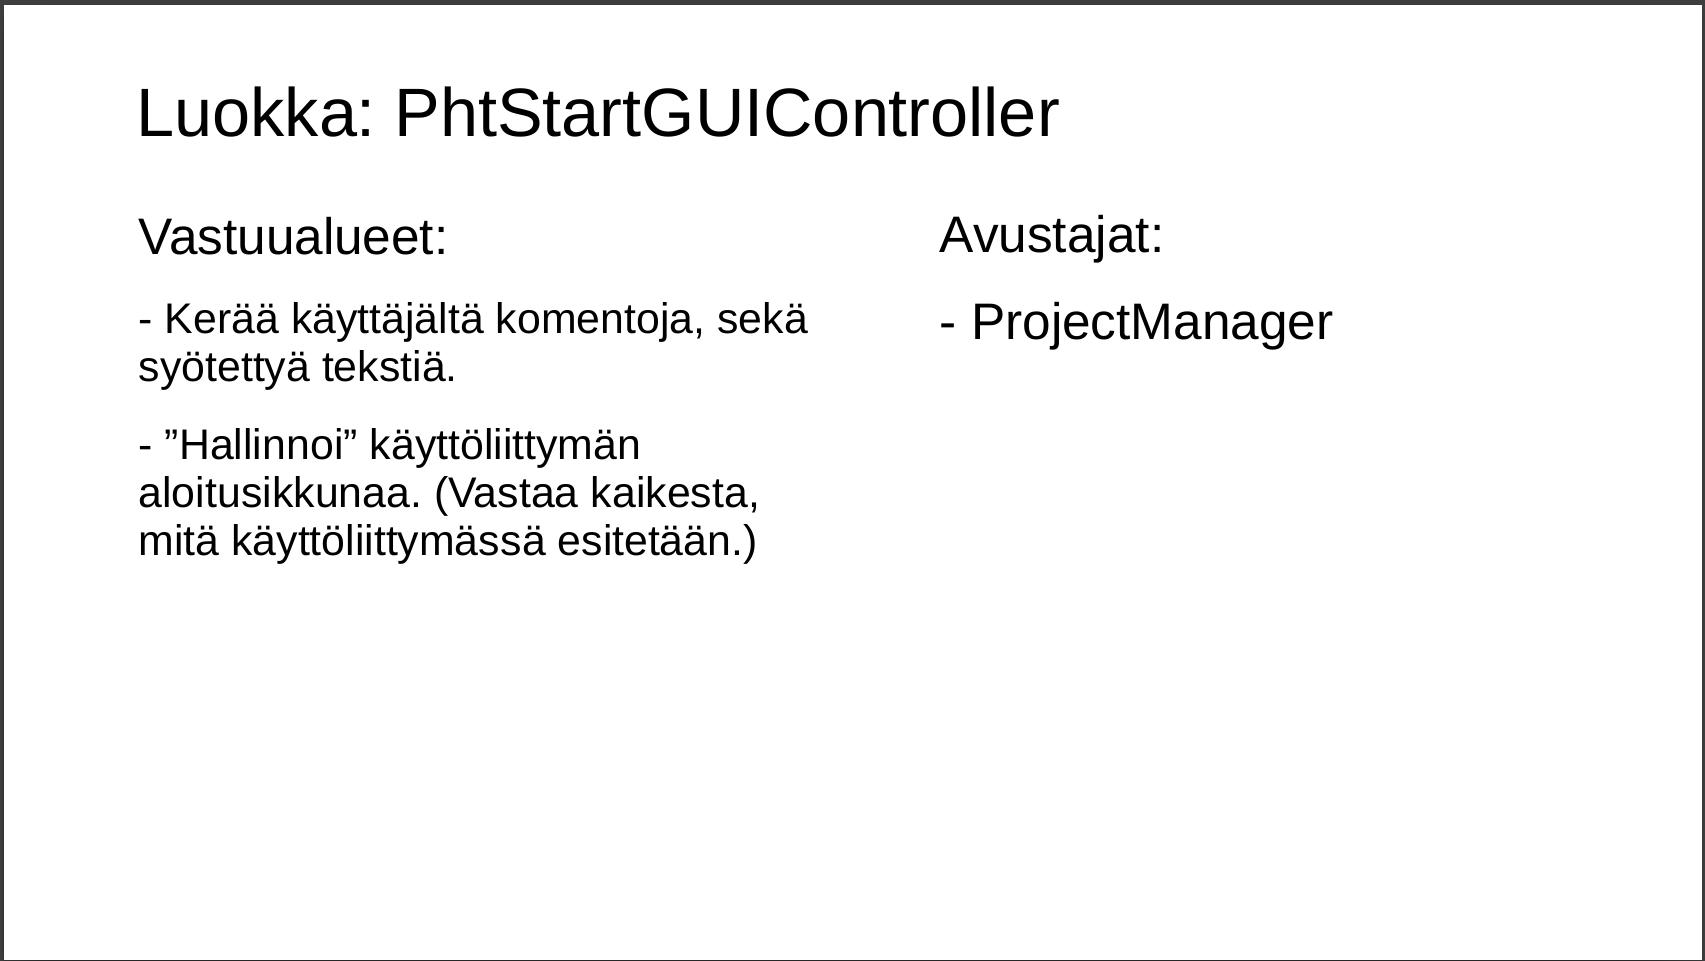 Luokka: PhtStartGUIController
Vastuualueet:
- Kerää käyttäjältä komentoja, sekä
syötettyä tekstiä.
- ”Hallinnoi” käyttöliittymän
aloitusikkunaa. (Vastaa kaikesta,
mitä käyttöliittymässä esitetään.)
Avustajat:
- ProjectManager